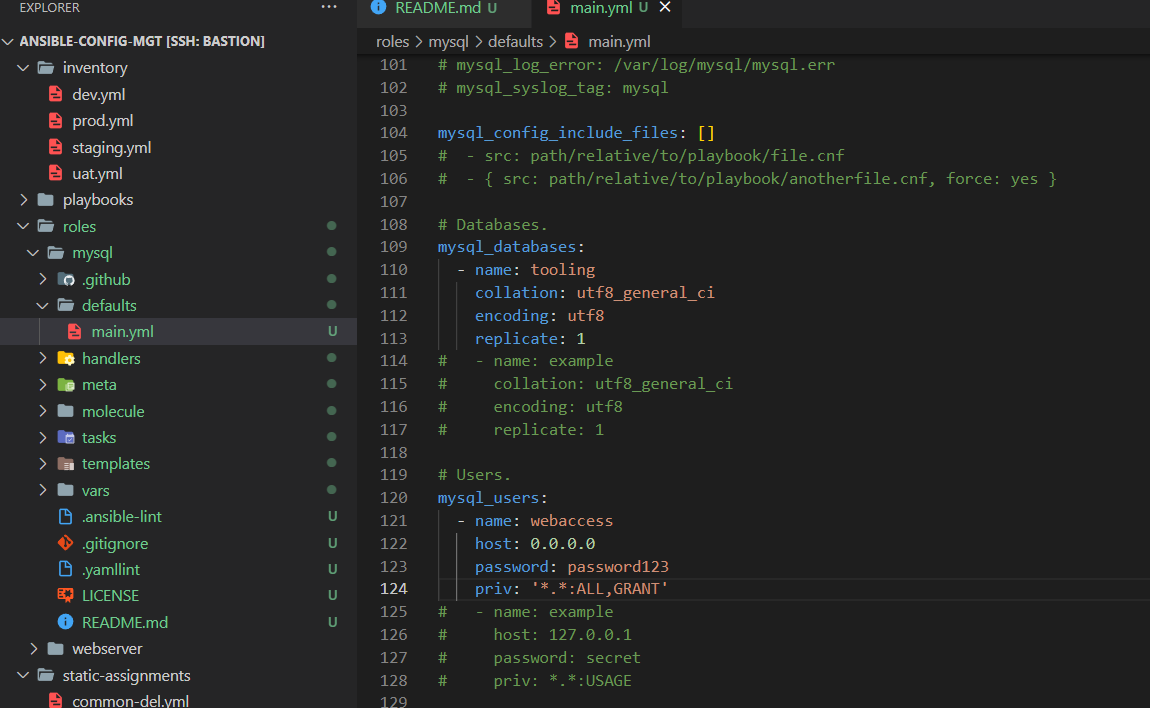 EXPLORER
···
README.md U
main.yml U
ANSIBLE-CONFIG-MGT [SSH: BASTION]
roles > mysql > defaults > main.yml
inventory
dev.yml
prod.yml
staging.yml
uat.yml
playbooks
roles
mysql
.github
defaults
main.yml U
handlers
meta
molecule
tasks
templates
vars
.ansible-lint U
.gitignore U
.yamllint U
LICENSE U
README.md U
webserver
static-assignments
common-del.yml
101 # mysql_log_error: /var/log/mysql/mysql.err
102 # mysql_syslog_tag: mysql
103
104 mysql_config_include_files: []
105 #  - src: path/relative/to/playbook/file.cnf
106 #  - { src: path/relative/to/playbook/anotherfile.cnf, force: yes }
107
108 # Databases.
109 mysql_databases:
110   - name: tooling
111     collation: utf8_general_ci
112     encoding: utf8
113     replicate: 1
114 #   - name: example
115 #     collation: utf8_general_ci
116 #     encoding: utf8
117 #     replicate: 1
118
119 # Users.
120 mysql_users:
121   - name: webaccess
122     host: 0.0.0.0
123     password: password123
124     priv: '*.*:ALL,GRANT'
125 #   - name: example
126 #     host: 127.0.0.1
127 #     password: secret
128 #     priv: *.*:USAGE
129